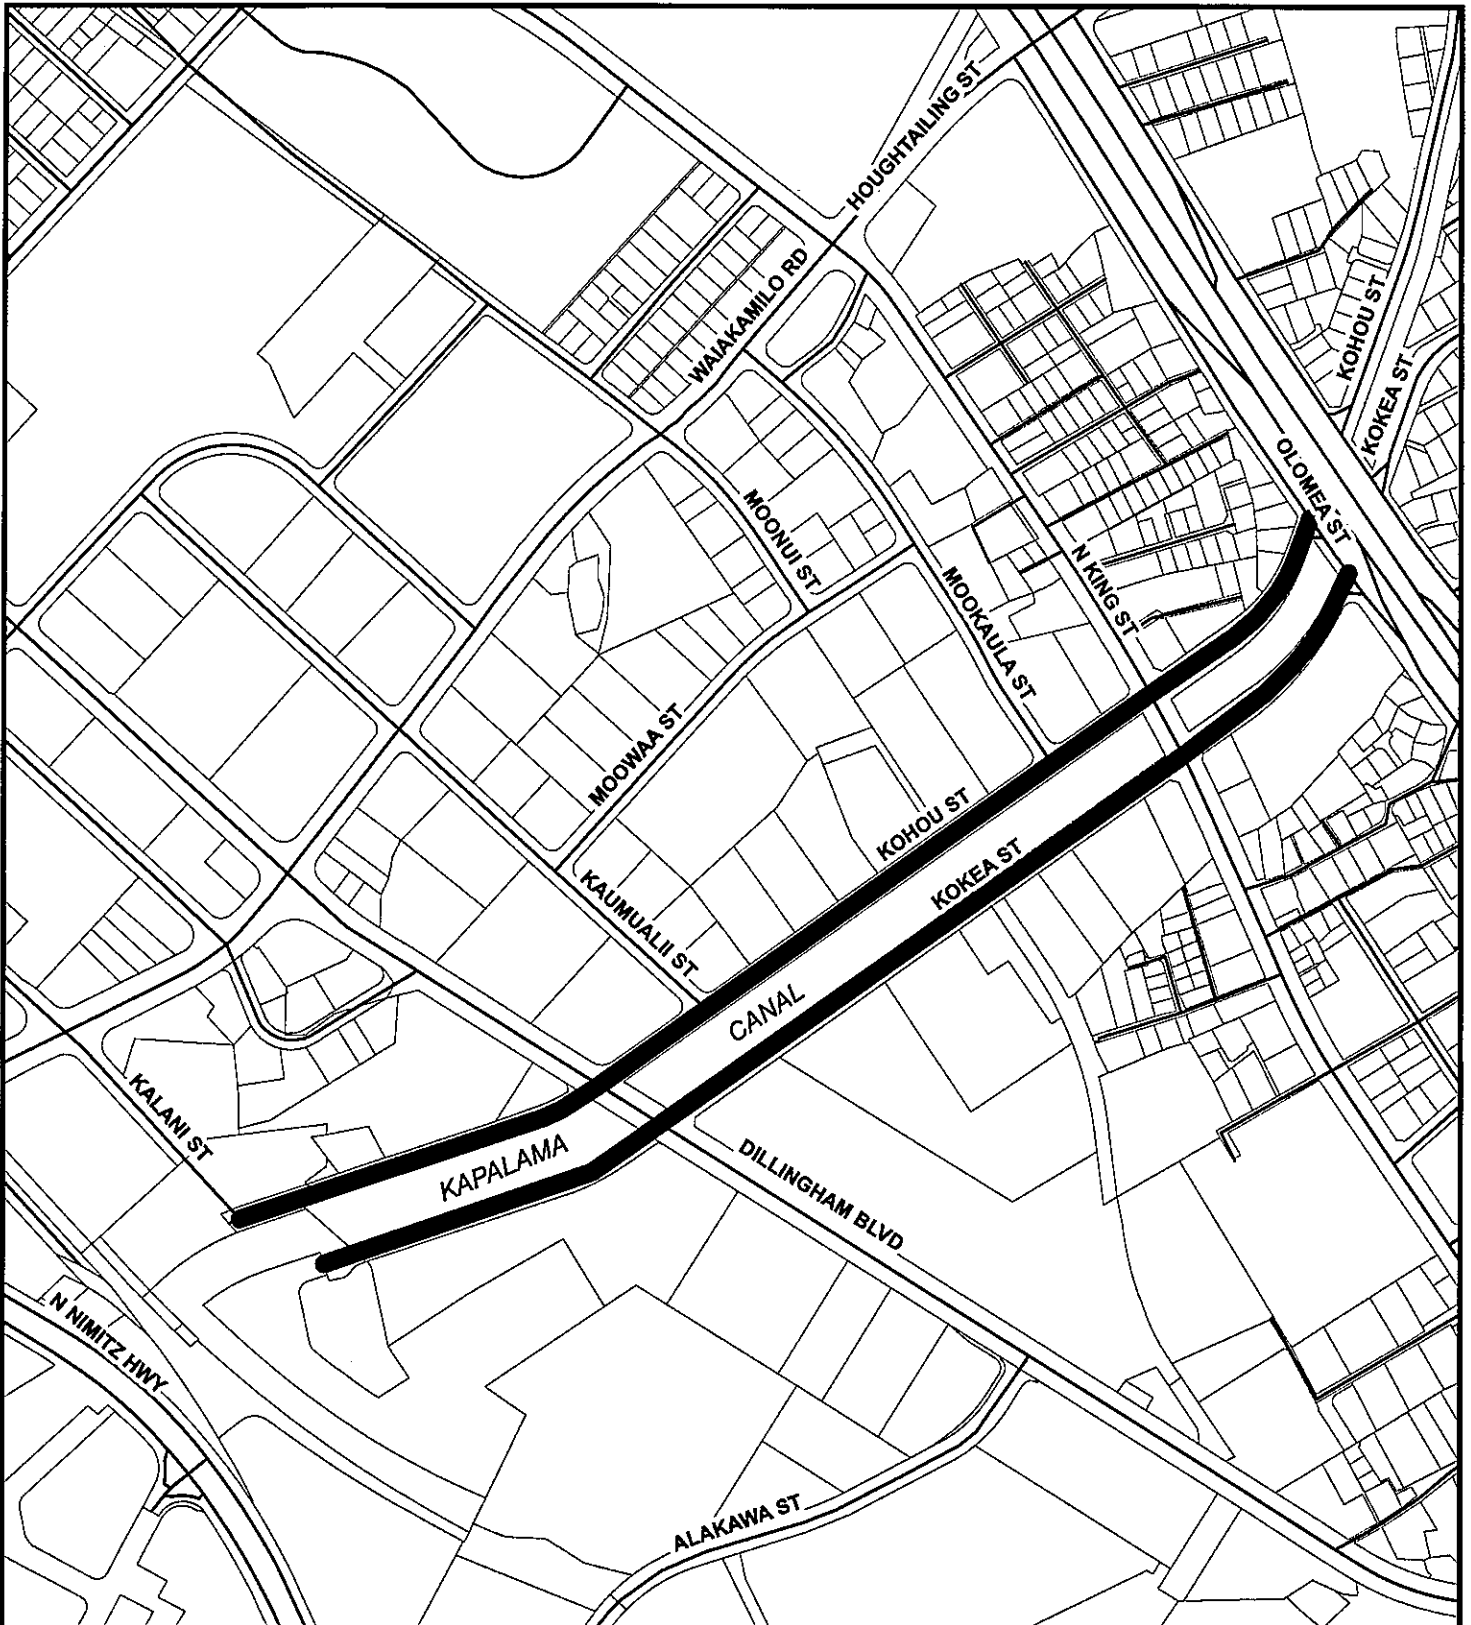 HOUGHTAILING ST
WAIAKAMILO RD
KOHOU ST
KOKEA ST
OLOMEA ST
MOONUI ST
N KING ST
MOOKAULA ST
MOOWAA ST
KOHOU ST
KOKEA ST
KAUMUALII ST
CANAL
KALANI ST
KAPALAMA
DILLINGHAM BLVD
N NIMITZ HWY
ALAKAWA ST